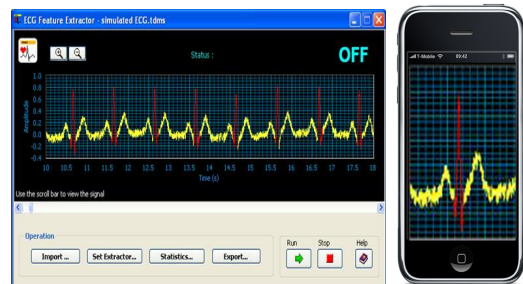 ECG Feature Extractor - simulated ECG.tdms
Status :
OFF
1.0
0.8
0.6
0.4
0.2
0.0
-0.2
-0.4
Amplitude
10 10.5 11 11.5 12 12.5 13 13.5 14 14.5 15 15.5 16 16.5 17 17.5 18
Time (s)
Use the scroll bar to view the signal
Operation
Import ...
Set Extractor...
Statistics...
Export...
Run
Stop
Help
T-Mobile
09:42